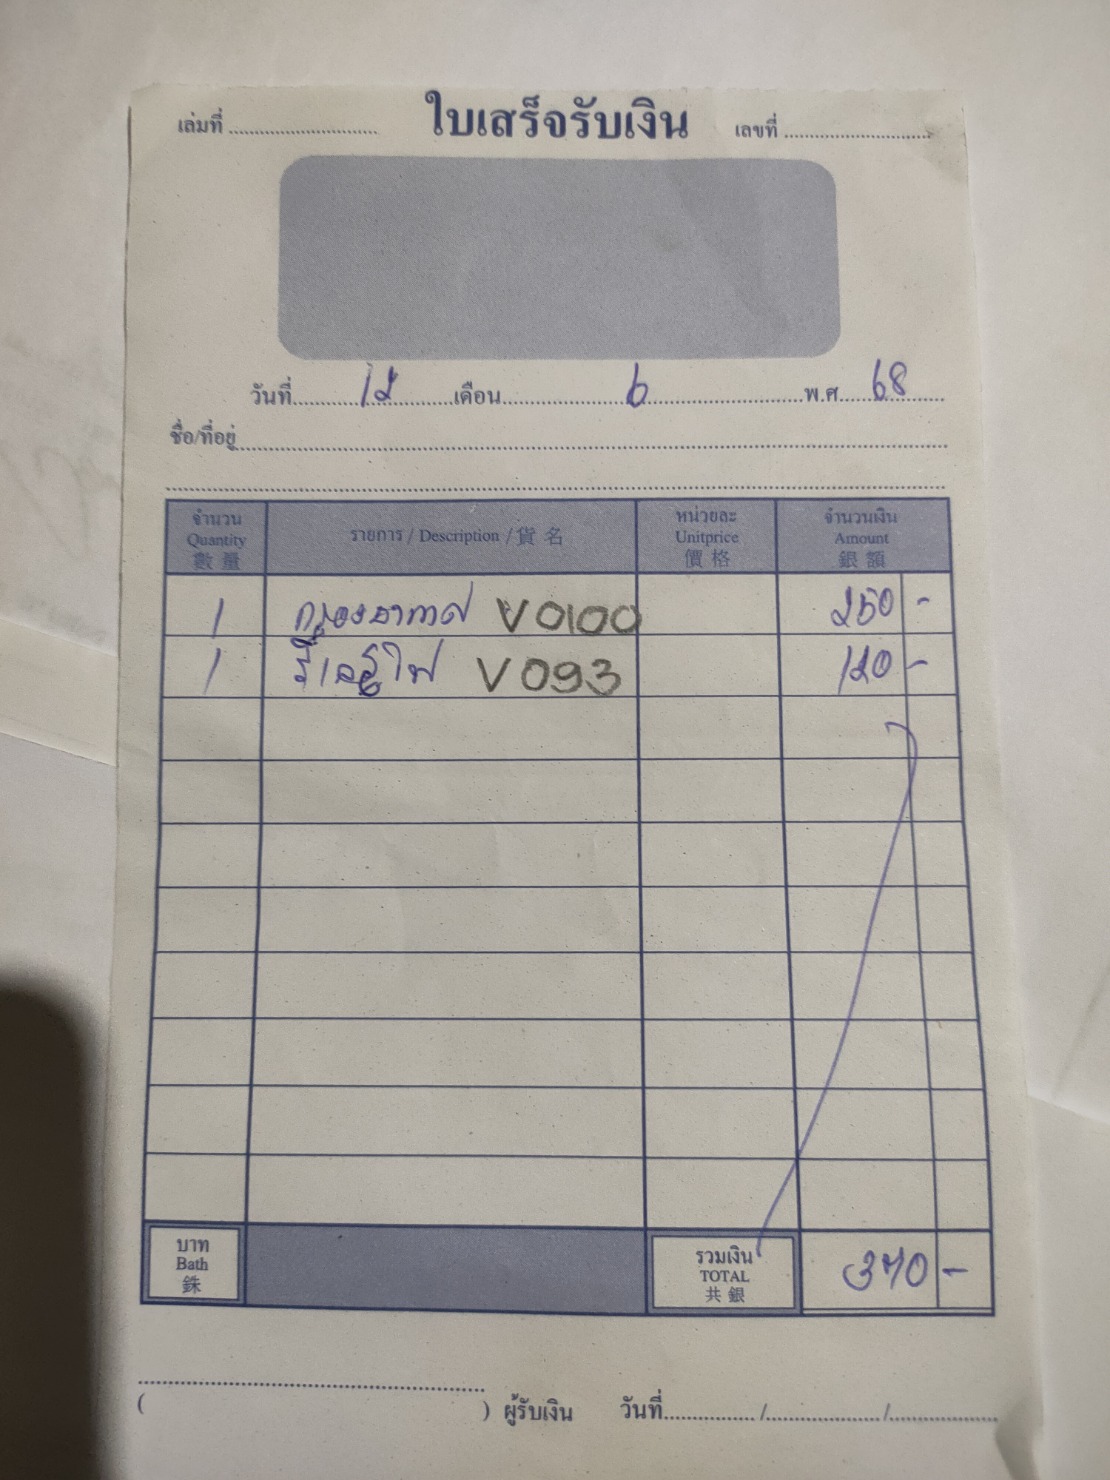 เล่มที่ ใบเสร็จรับเงิน เลขที่
วันที่ 12 เดือน 6 พ.ศ. 68
ชื่อ/ที่อยู่
จำนวน Quantity 數量 รายการ / Description / 貨名 หน่วยละ Unitprice 價格 จำนวนเงิน Amount 銀額
1 กรองอากาศ V0100 250 -
1 รีเลย์ไฟ V093 120 -
บาท Bath 銖 รวมเงิน TOTAL 共銀 370 -
( ) ผู้รับเงิน วันที่ / /